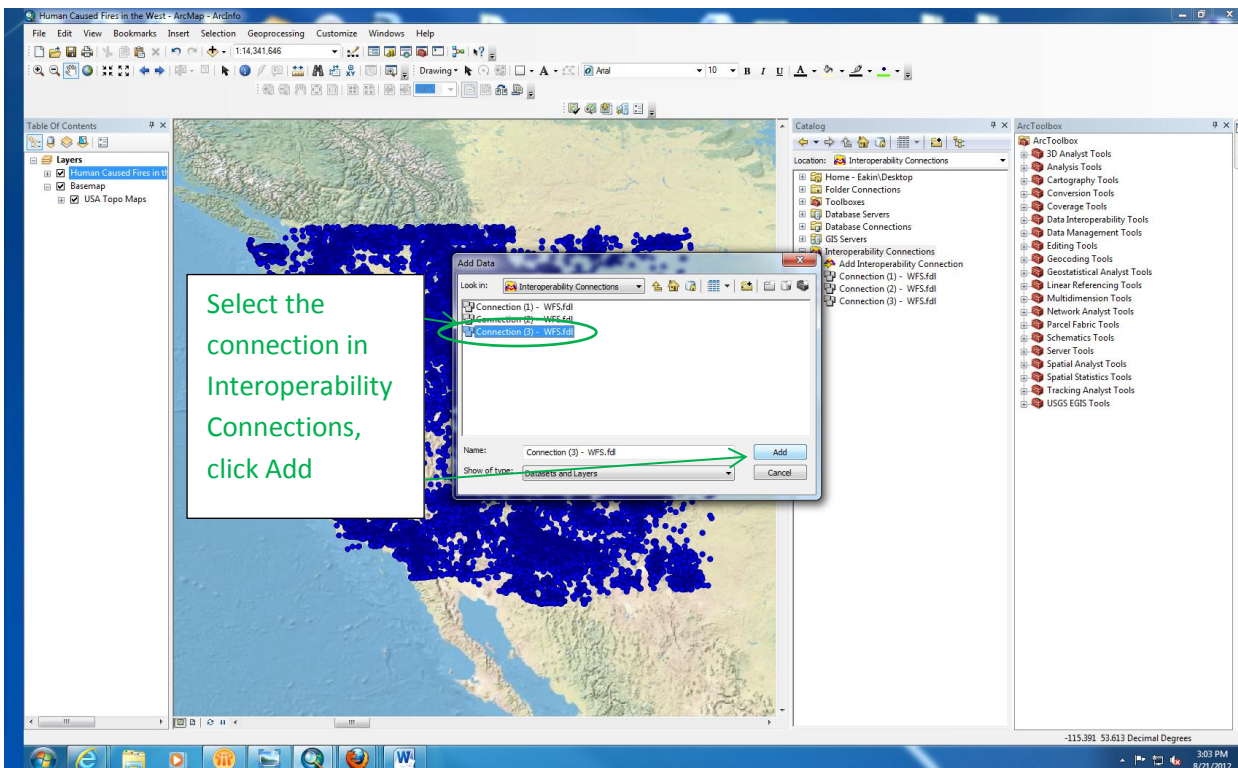 Human Caused Fires in the West - ArcMap - ArcInfo
File Edit View Bookmarks Insert Selection Geoprocessing Customize Windows Help
1:14,341,646
Drawing
Arial
10
B I U A
Table Of Contents
Layers
Human Caused Fires in th
Basemap
USA Topo Maps
Select the
connection in
Interoperability
Connections,
click Add
Add Data
Look in: Interoperability Connections
Connection (1) - WFS.fdl
Connection (2) - WFS.fdl
Connection (3) - WFS.fdl
Name: Connection (3) - WFS.fdl
Add
Show of type: Datasets and Layers
Cancel
Catalog
Location: Interoperability Connections
Home - Eakin\Desktop
Folder Connections
Toolboxes
Database Servers
Database Connections
GIS Servers
Interoperability Connections
Add Interoperability Connection
Connection (1) - WFS.fdl
Connection (2) - WFS.fdl
Connection (3) - WFS.fdl
ArcToolbox
ArcToolbox
3D Analyst Tools
Analysis Tools
Cartography Tools
Conversion Tools
Coverage Tools
Data Interoperability Tools
Data Management Tools
Editing Tools
Geocoding Tools
Geostatistical Analyst Tools
Linear Referencing Tools
Multidimension Tools
Network Analyst Tools
Parcel Fabric Tools
Schematics Tools
Server Tools
Spatial Analyst Tools
Spatial Statistics Tools
Tracking Analyst Tools
USGS EGIS Tools
-115.391 53.613 Decimal Degrees
3:03 PM
8/21/2012